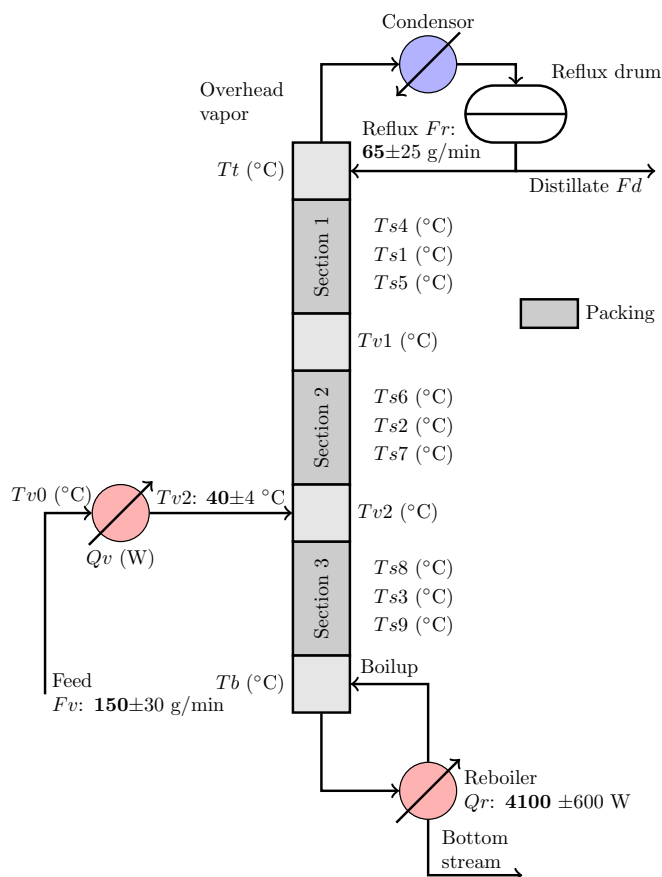 Condensor
Reflux drum
Overhead
vapor
Reflux Fr:
65±25 g/min
Tt (°C)
Distillate Fd
Section 1
Ts4 (°C)
Ts1 (°C)
Ts5 (°C)
Packing
Tv1 (°C)
Section 2
Ts6 (°C)
Ts2 (°C)
Ts7 (°C)
Tv0 (°C)
Tv2: 40±4 °C
Tv2 (°C)
Qv (W)
Section 3
Ts8 (°C)
Ts3 (°C)
Ts9 (°C)
Boilup
Feed
Fv: 150±30 g/min
Tb (°C)
Reboiler
Qr: 4100 ±600 W
Bottom
stream